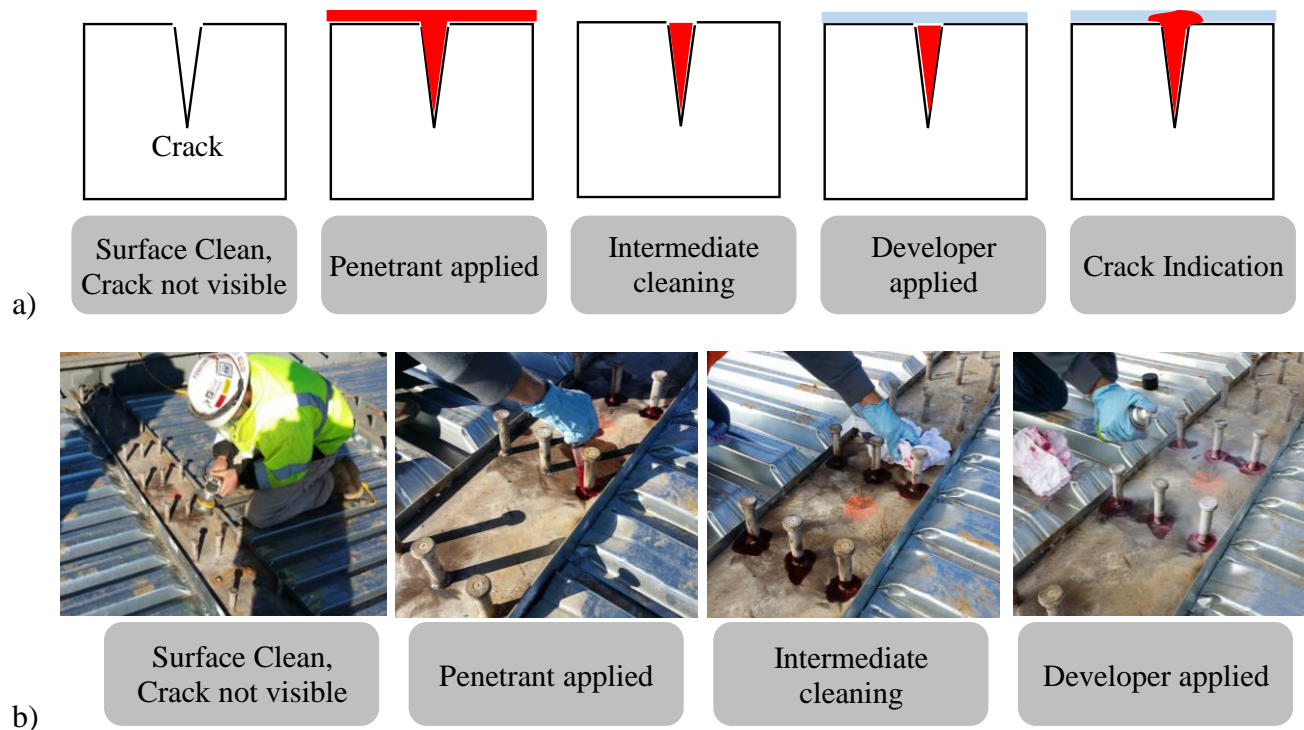 Crack
Surface Clean,
Crack not visible
Penetrant applied
Intermediate
cleaning
Developer
applied
Crack Indication
a)
Surface Clean,
Crack not visible
Penetrant applied
Intermediate
cleaning
Developer applied
b)